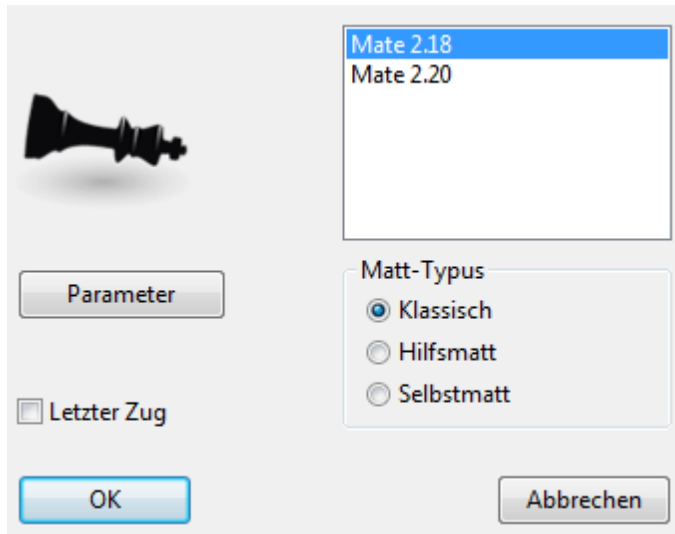 Mate 2.18
Mate 2.20
Parameter
Matt-Typus
Klassisch
Hilfsmatt
Selbstmatt
Letzter Zug
OK
Abbrechen